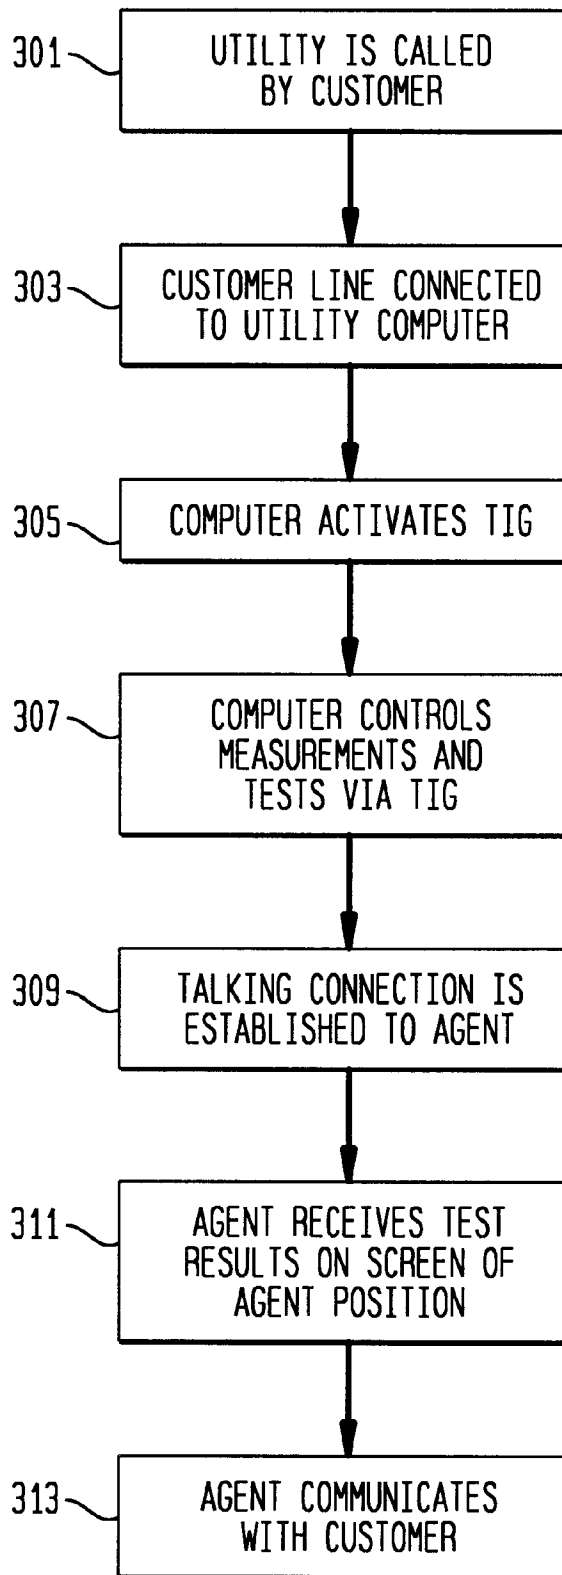 301
UTILITY IS CALLED
BY CUSTOMER
303
CUSTOMER LINE CONNECTED
TO UTILITY COMPUTER
305
COMPUTER ACTIVATES TIG
307
COMPUTER CONTROLS
MEASUREMENTS AND
TESTS VIA TIG
309
TALKING CONNECTION IS
ESTABLISHED TO AGENT
311
AGENT RECEIVES TEST
RESULTS ON SCREEN OF
AGENT POSITION
313
AGENT COMMUNICATES
WITH CUSTOMER